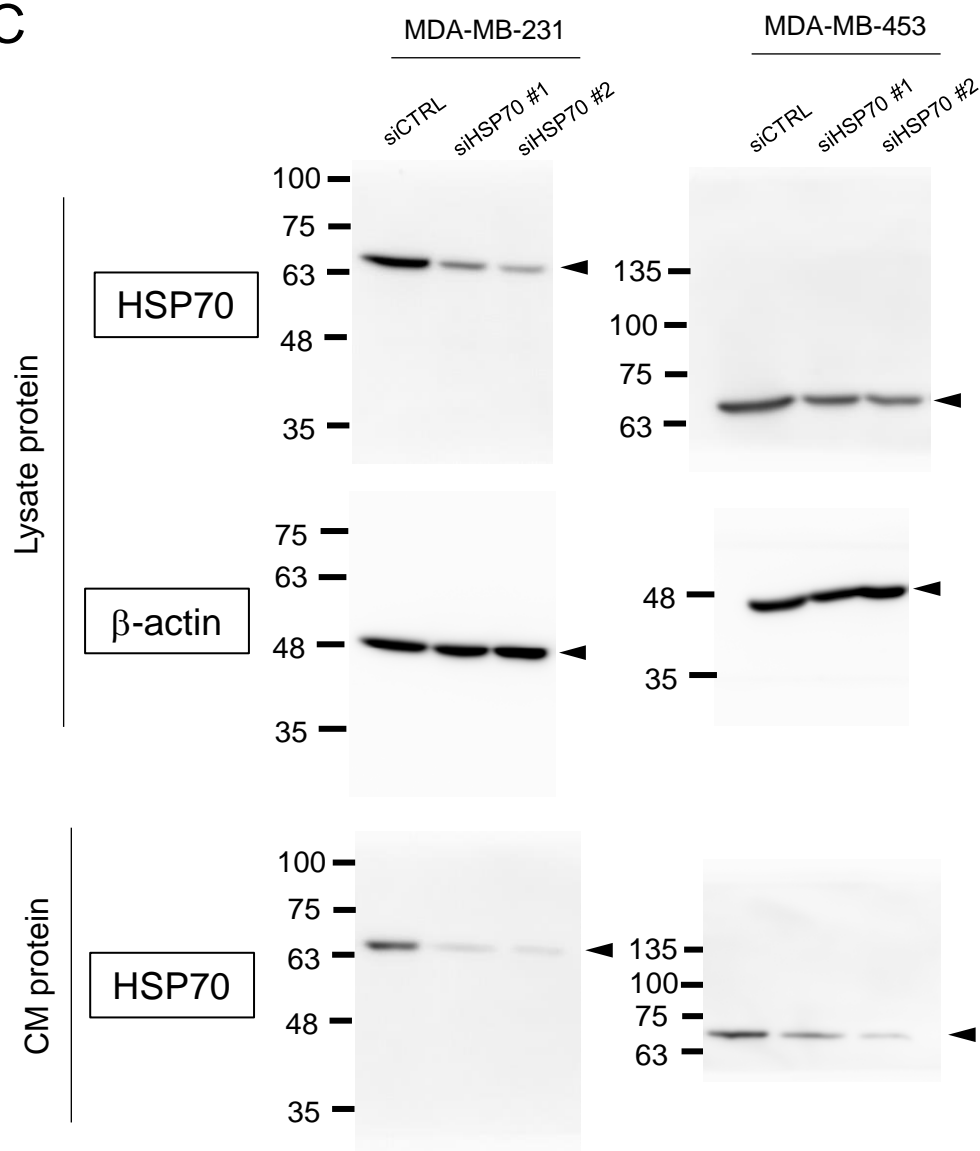 C
MDA-MB-231
MDA-MB-453
siCTRL
siHSP70 #1
siHSP70 #2
siCTRL
siHSP70 #1
siHSP70 #2
Lysate protein
HSP70
100
75
63
48
35
135
100
75
63
β-actin
75
63
48
35
48
35
CM protein
HSP70
100
75
63
48
35
135
100
75
63